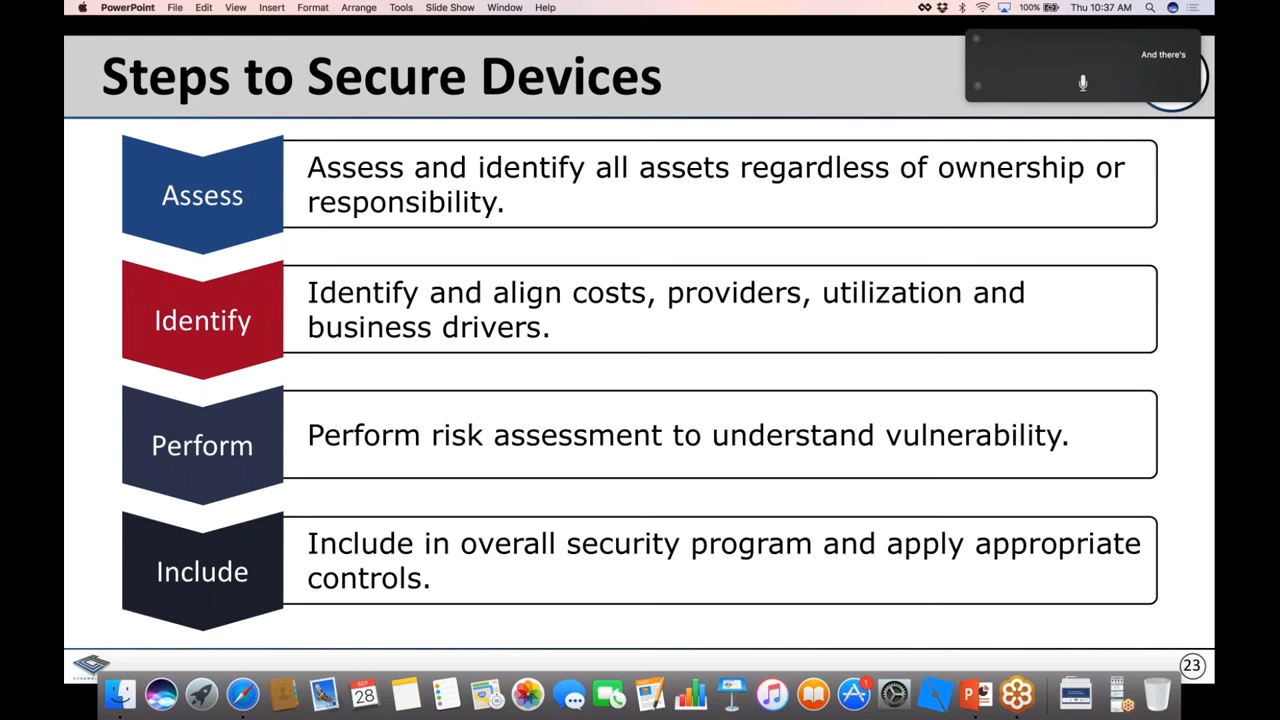 PowerPoint File Edit View Insert Format Arrange Tools Slide Show Window Help 100% Thu 10:37 AM
And there's
Steps to Secure Devices
Assess
Assess and identify all assets regardless of ownership or
responsibility.
Identify
Identify and align costs, providers, utilization and
business drivers.
Perform
Perform risk assessment to understand vulnerability.
Include
Include in overall security program and apply appropriate
controls.
23
SEP
28
1